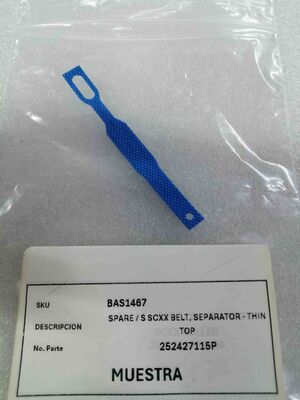 SKU BAS1467
DESCRIPCION SPARE / S SCXX BELT, SEPARATOR - THIN
TOP
No. Parte 252427115P
MUESTRA